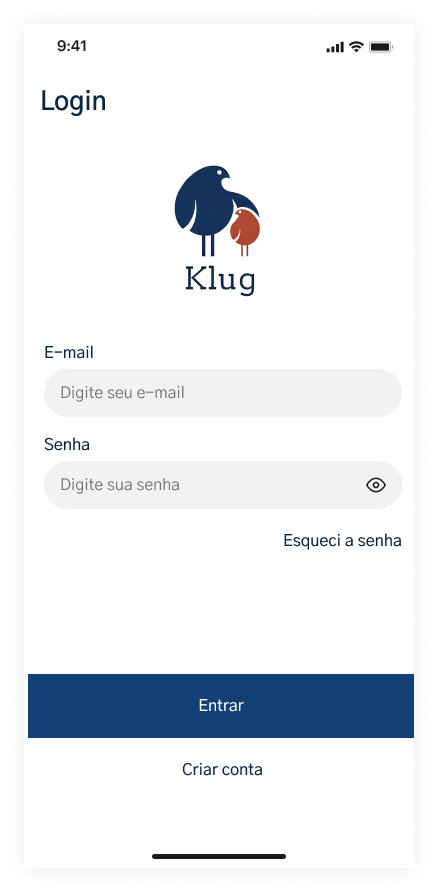 9:41
Login
Klug
E-mail
Digite seu e-mail
Senha
Digite sua senha
Esqueci a senha
Entrar
Criar conta